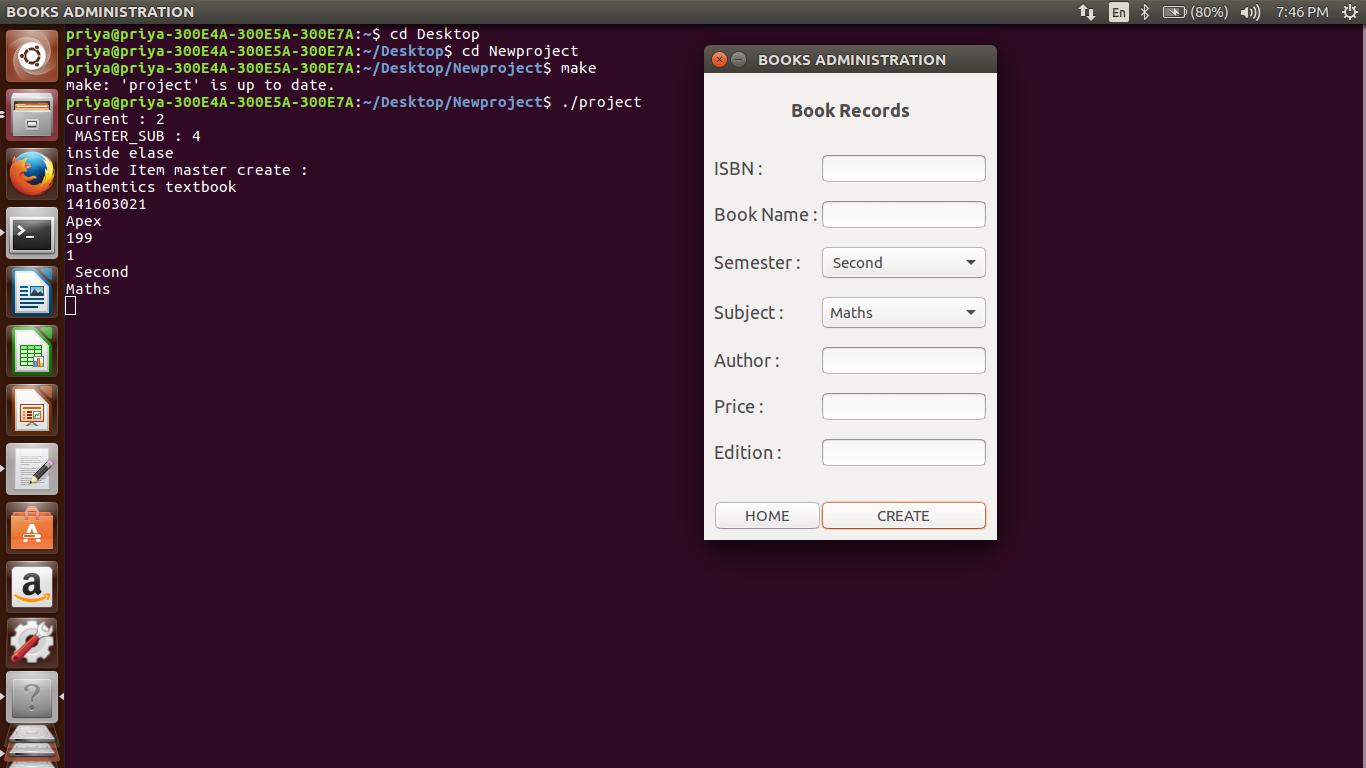 BOOKS ADMINISTRATION
En
(80%)
7:46 PM
priya@priya-300E4A-300E5A-300E7A:~$ cd Desktop
priya@priya-300E4A-300E5A-300E7A:~/Desktop$ cd Newproject
priya@priya-300E4A-300E5A-300E7A:~/Desktop/Newproject$ make
make: 'project' is up to date.
priya@priya-300E4A-300E5A-300E7A:~/Desktop/Newproject$ ./project
Current : 2
MASTER_SUB : 4
inside elase
Inside Item master create :
mathemtics textbook
141603021
Apex
199
1
Second
Maths
BOOKS ADMINISTRATION
Book Records
ISBN :
Book Name :
Semester : Second
Subject : Maths
Author :
Price :
Edition :
HOME CREATE